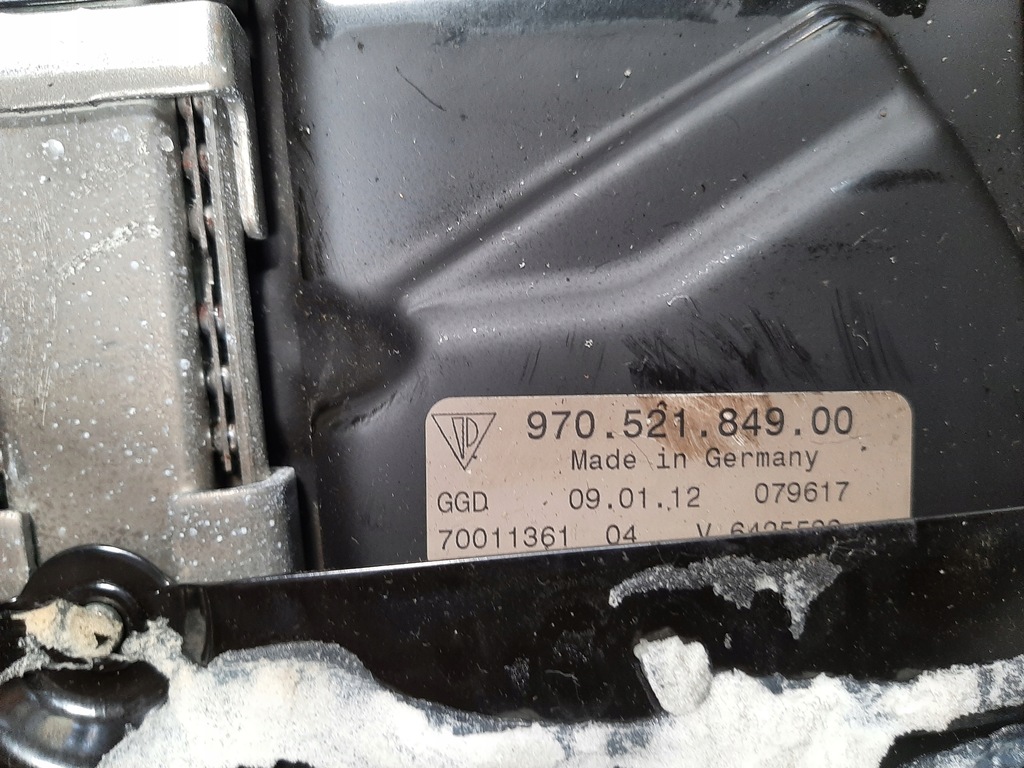 970.521.849.00
Made in Germany
GGD 09.01.12 079617
70011361 04 V